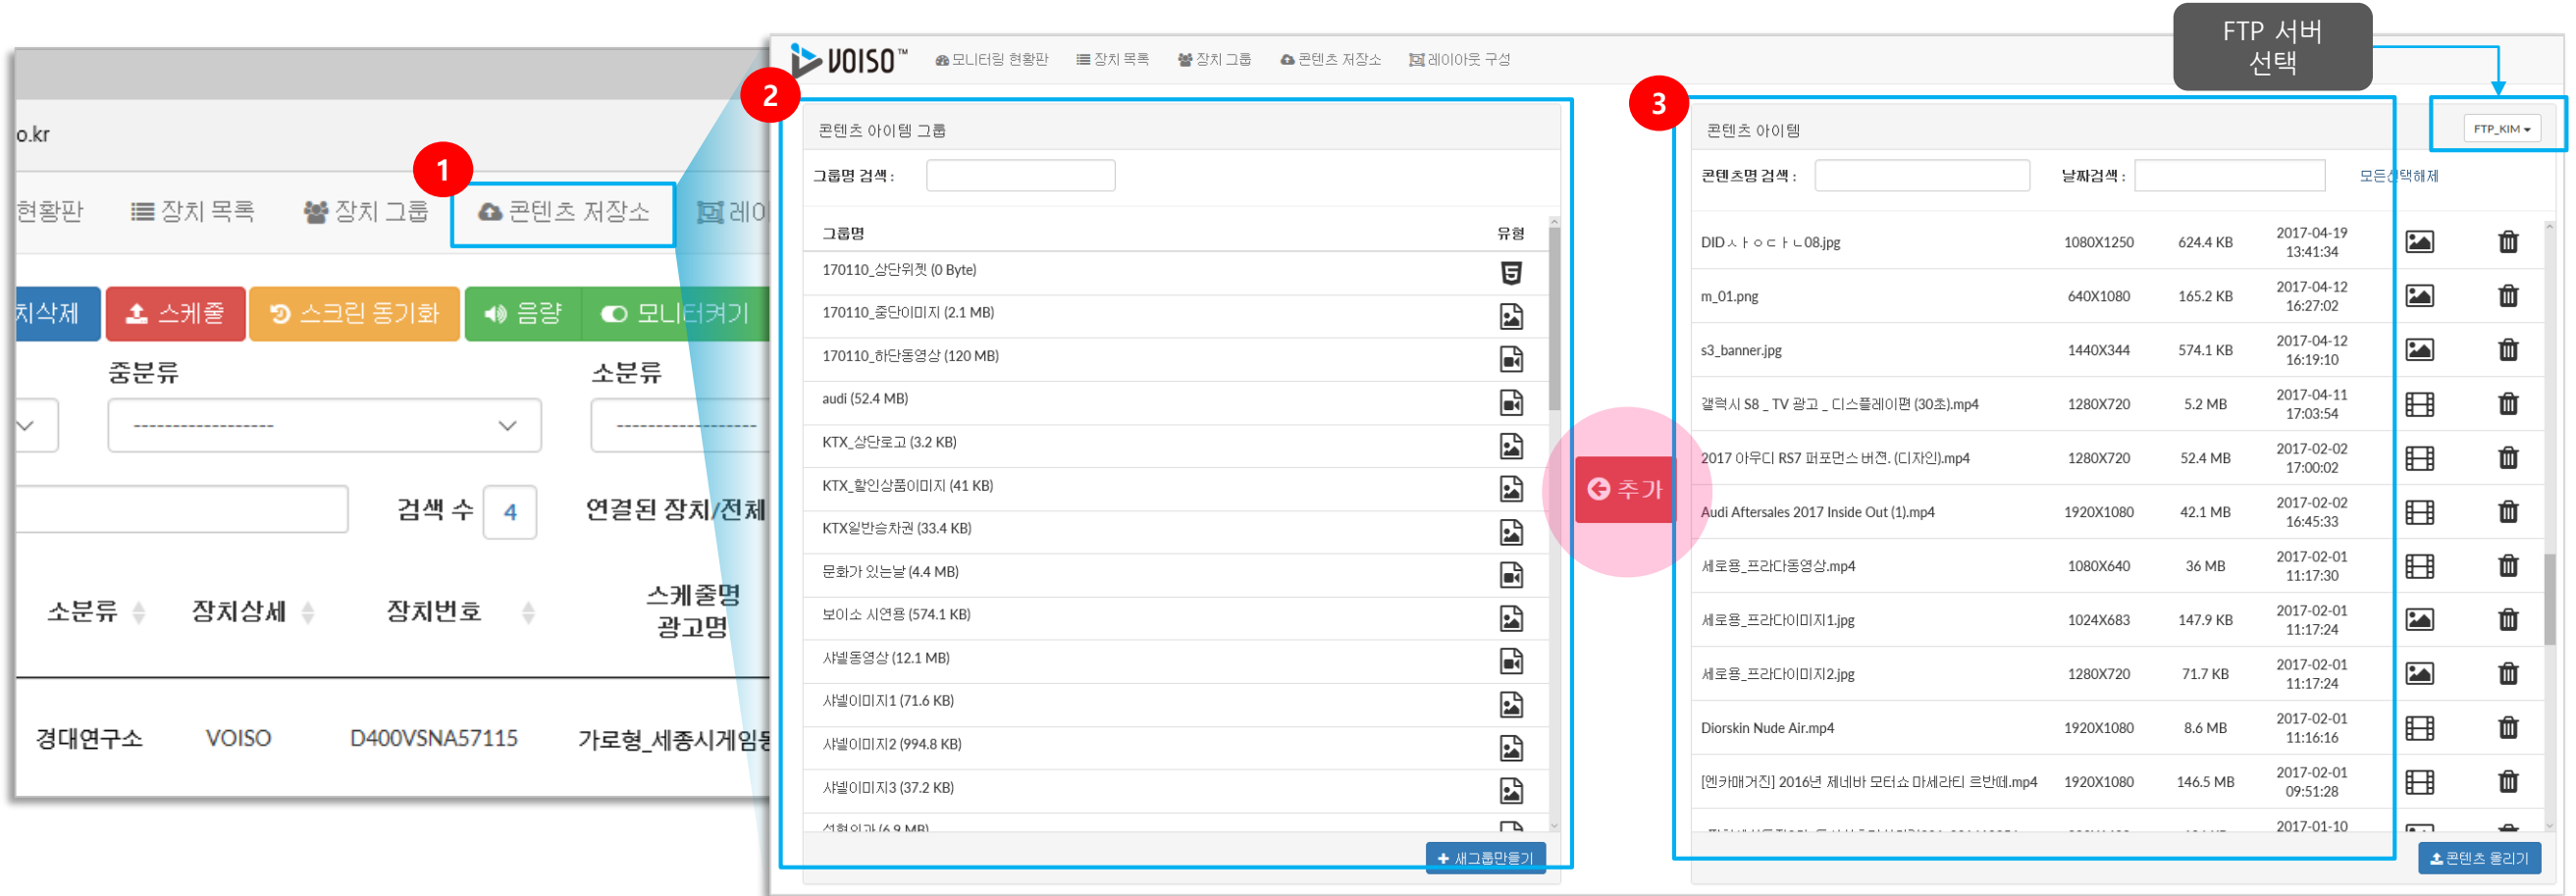 o.kr
1
현황판
장치 목록
장치 그룹
콘텐츠 저장소
레이아
치삭제
스케줄
스크린 동기화
음량
모니터켜기
중분류
소분류
------------------
------------------
검색 수
4
연결된 장치/전체
소분류
장치상세
장치번호
스케줄명
광고명
경대연구소
VOISO
D400VSNA57115
가로형_세종시게임동
VOISO™
모니터링 현황판
장치 목록
장치 그룹
콘텐츠 저장소
레이아웃 구성
FTP 서버
선택
2
콘텐츠 아이템 그룹
그룹명 검색 :
그룹명
유형
170110_상단위젯 (0 Byte)
170110_중단이미지 (2.1 MB)
170110_하단동영상 (120 MB)
audi (52.4 MB)
KTX_상단로고 (3.2 KB)
KTX_할인상품이미지 (41 KB)
KTX일반승차권 (33.4 KB)
문화가 있는날 (4.4 MB)
보이소 시연용 (574.1 KB)
샤넬동영상 (12.1 MB)
샤넬이미지1 (71.6 KB)
샤넬이미지2 (994.8 KB)
샤넬이미지3 (37.2 KB)
성형외과 (6.9 MB)
새그룹만들기
추가
3
콘텐츠 아이템
FTP_KIM
콘텐츠명 검색 :
날짜검색 :
모든선택해제
DIDㅅㅏㅇㄷㅏㄴ08.jpg 1080X1250 624.4 KB 2017-04-19
13:41:34
m_01.png 640X1080 165.2 KB 2017-04-12
16:27:02
s3_banner.jpg 1440X344 574.1 KB 2017-04-12
16:19:10
갤럭시 S8 _ TV 광고 _ 디스플레이편 (30초).mp4 1280X720 5.2 MB 2017-04-11
17:03:54
2017 아우디 RS7 퍼포먼스 버젼. (디자인).mp4 1280X720 52.4 MB 2017-02-02
17:00:02
Audi Aftersales 2017 Inside Out (1).mp4 1920X1080 42.1 MB 2017-02-02
16:45:33
세로용_프라다동영상.mp4 1080X640 36 MB 2017-02-01
11:17:30
세로용_프라다이미지1.jpg 1024X683 147.9 KB 2017-02-01
11:17:24
세로용_프라다이미지2.jpg 1280X720 71.7 KB 2017-02-01
11:17:24
Diorskin Nude Air.mp4 1920X1080 8.6 MB 2017-02-01
11:16:16
[엔카매거진] 2016년 제네바 모터쇼 마세라티 르반떼.mp4 1920X1080 146.5 MB 2017-02-01
09:51:28
2017-01-10
콘텐츠 올리기